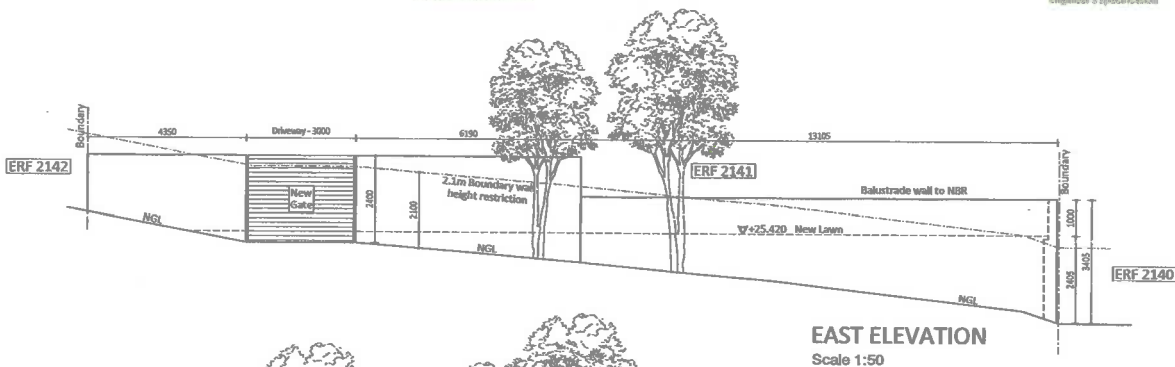 Boundary
4350
Driveway - 3000
6190
13105
Boundary
ERF 2142
New
Gate
2400
2100
2.1m Boundary wall
height restriction
ERF 2141
Balustrade wall to NBR
+25.420 New Lawn
NGL
NGL
NGL
1000
2405
3405
ERF 2140
EAST ELEVATION
Scale 1:50